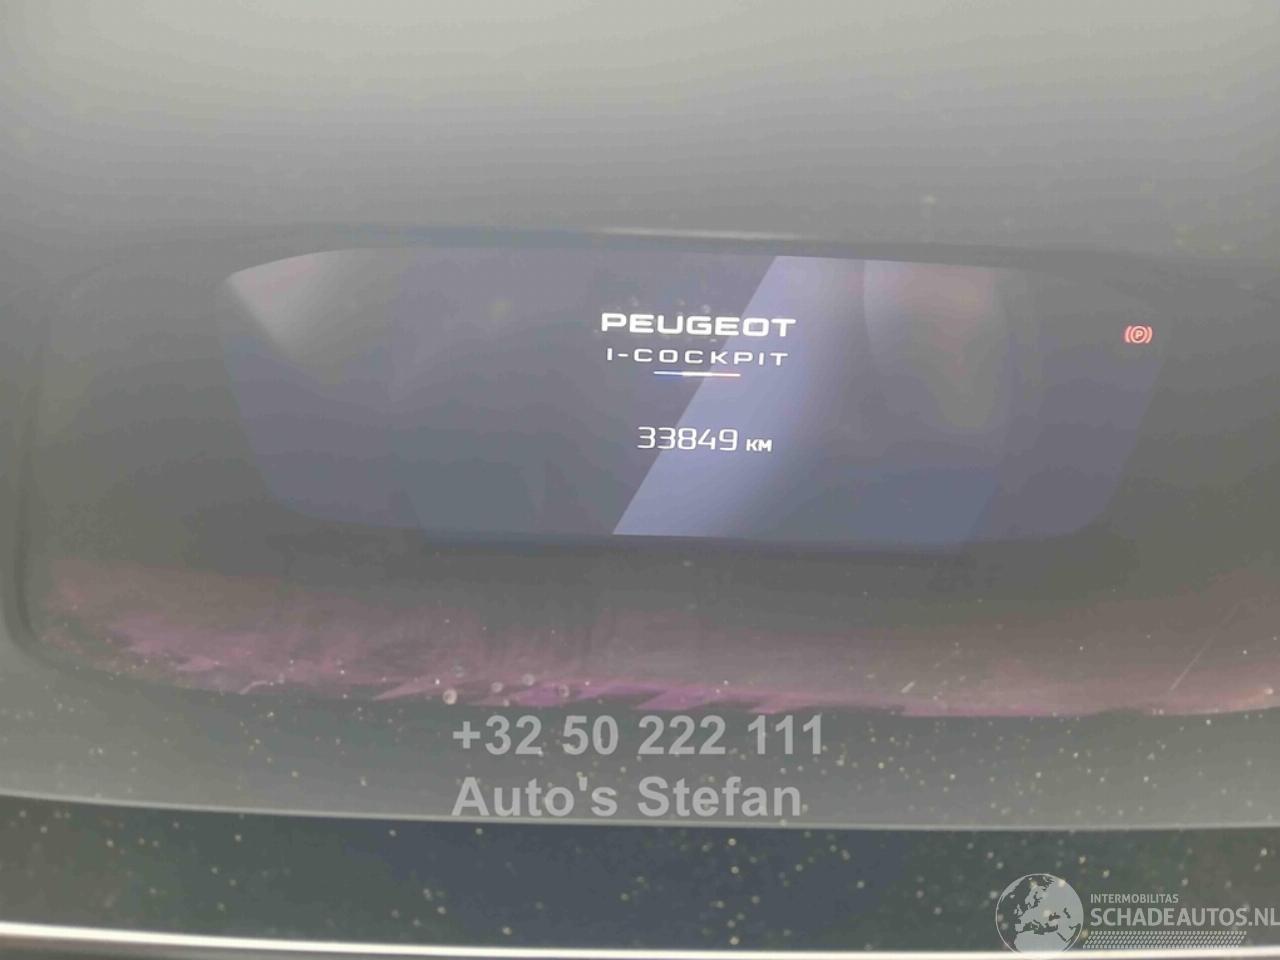 PEUGEOT
I-COCKPIT
33849 KM
(P)
+32 50 222 111
Auto's Stefan
INTERMOBILITAS
SCHADEAUTOS.NL